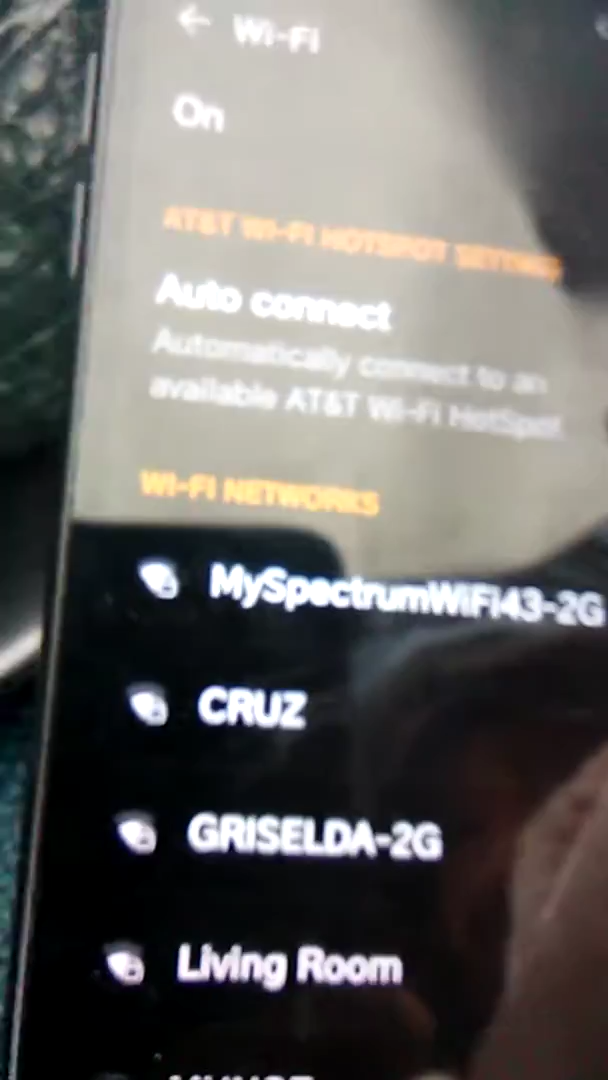 Wi-Fi
On
AT&T WI-FI HOTSPOT SETTINGS
Auto connect
Automatically connect to an
available AT&T Wi-Fi HotSpot.
WI-FI NETWORKS
MySpectrumWiFi43-2G
CRUZ
GRISELDA-2G
Living Room